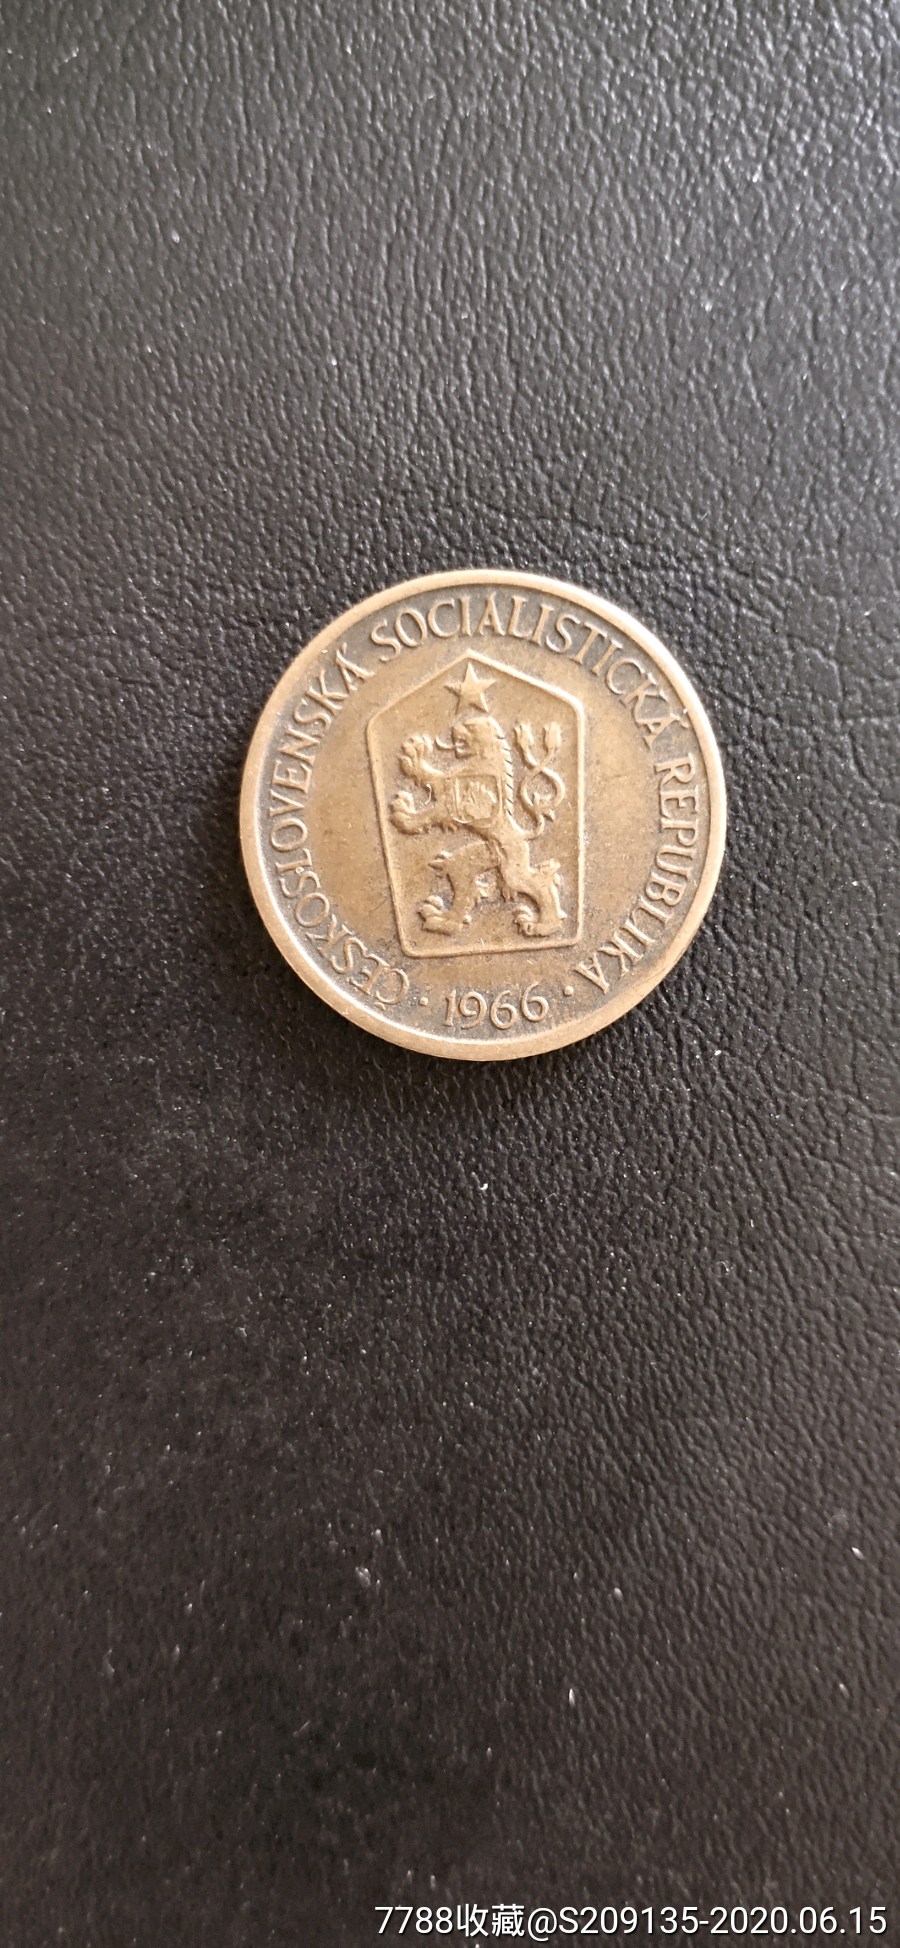 ČESKOSLOVENSKÁ SOCIALISTICKÁ REPUBLIKA
· 1966 ·
7788收藏@S209135-2020.06.15